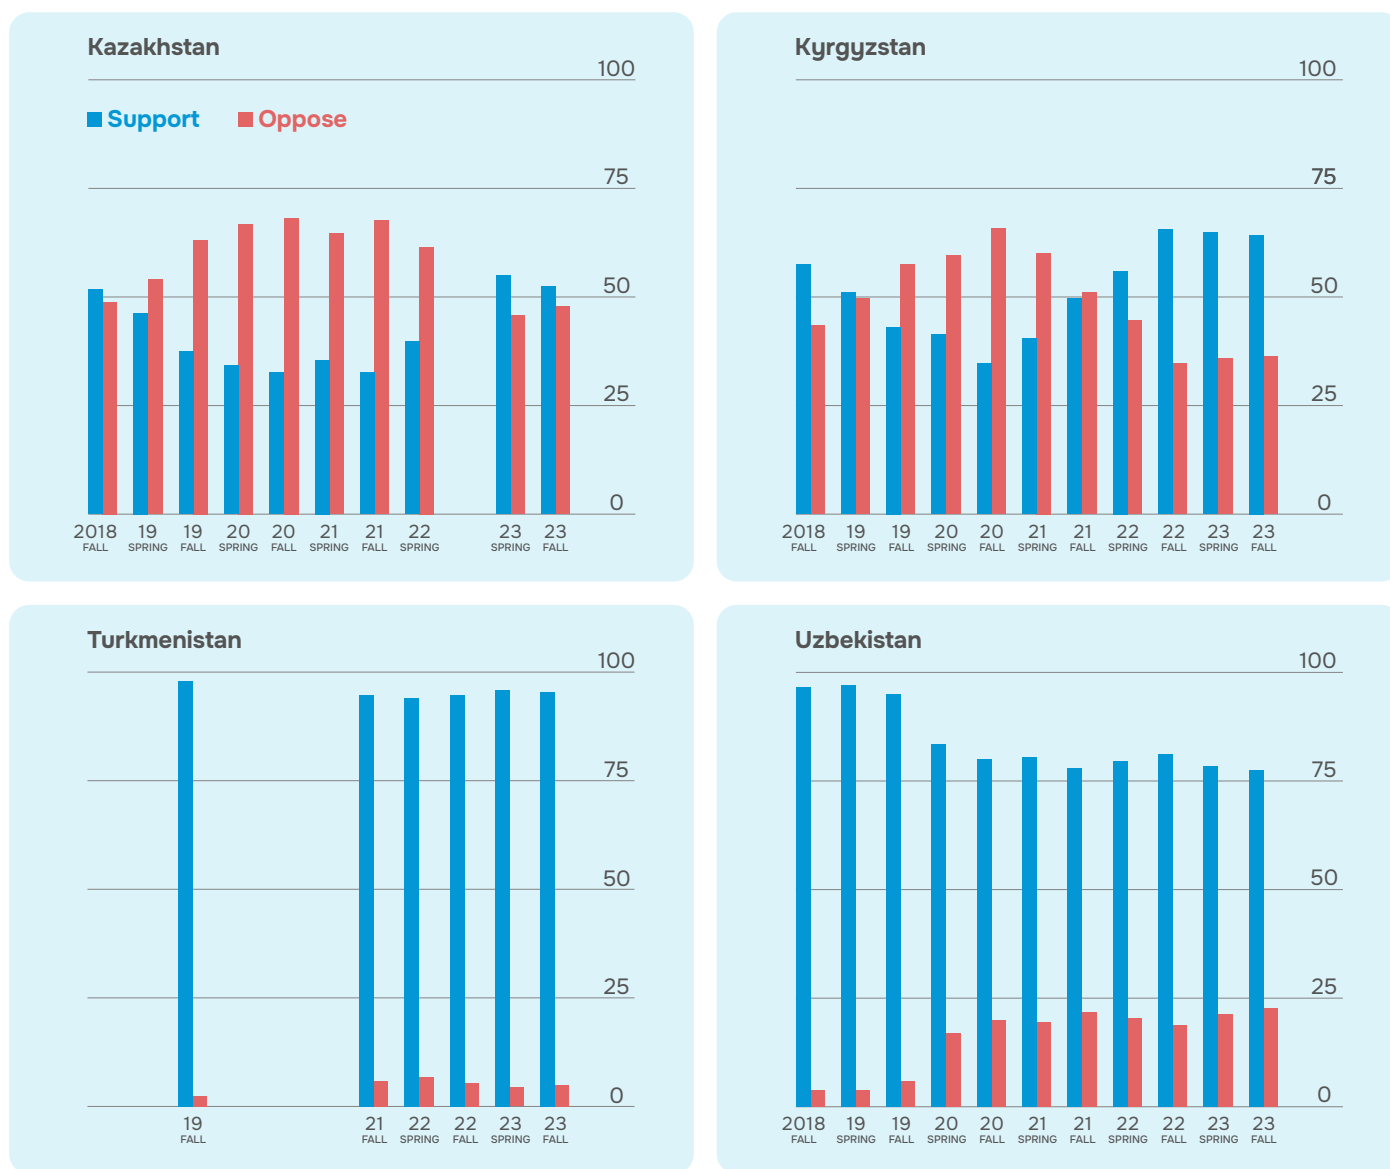 Kazakhstan
100
Support Oppose
75
50
25
0
2018 19 19 20 20 21 21 22 23 23
FALL SPRING FALL SPRING FALL SPRING FALL SPRING SPRING FALL
Kyrgyzstan
100
75
50
25
0
2018 19 19 20 20 21 21 22 22 23 23
FALL SPRING FALL SPRING FALL SPRING FALL SPRING FALL SPRING FALL
Turkmenistan
100
75
50
25
0
19 21 22 22 23 23
FALL FALL SPRING FALL SPRING FALL
Uzbekistan
100
75
50
25
0
2018 19 19 20 20 21 21 22 22 23 23
FALL SPRING FALL SPRING FALL SPRING FALL SPRING FALL SPRING FALL